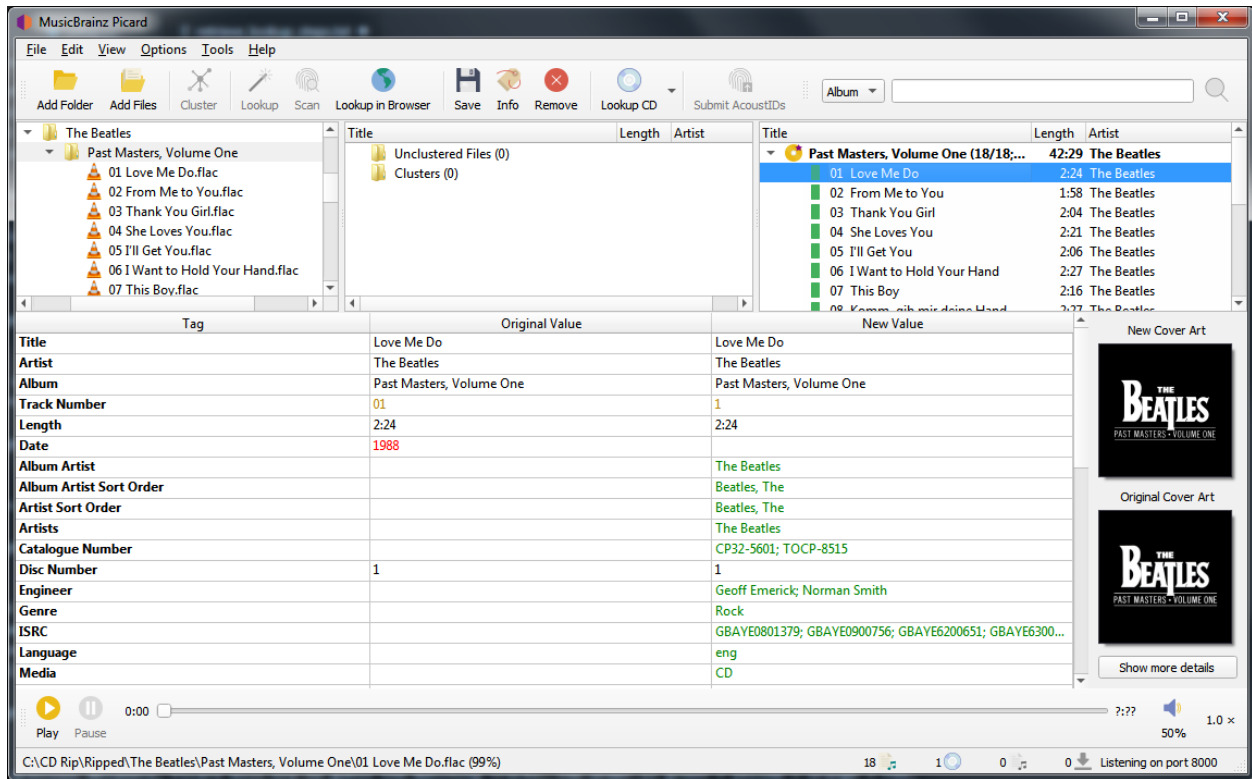 MusicBrainz Picard
File Edit View Options Tools Help
Add Folder Add Files Cluster Lookup Scan Lookup in Browser Save Info Remove Lookup CD Submit AcoustIDs Album
The Beatles
Past Masters, Volume One
01 Love Me Do.flac
02 From Me to You.flac
03 Thank You Girl.flac
04 She Loves You.flac
05 I'll Get You.flac
06 I Want to Hold Your Hand.flac
07 This Boy.flac
Title Length Artist
Unclustered Files (0)
Clusters (0)
Title Length Artist
Past Masters, Volume One (18/18;... 42:29 The Beatles
01 Love Me Do 2:24 The Beatles
02 From Me to You 1:58 The Beatles
03 Thank You Girl 2:04 The Beatles
04 She Loves You 2:21 The Beatles
05 I'll Get You 2:06 The Beatles
06 I Want to Hold Your Hand 2:27 The Beatles
07 This Boy 2:16 The Beatles
08 Komm, gib mir deine Hand 2:27 The Beatles
Tag Original Value New Value
Title Love Me Do Love Me Do
Artist The Beatles The Beatles
Album Past Masters, Volume One Past Masters, Volume One
Track Number 01 1
Length 2:24 2:24
Date 1988
Album Artist The Beatles
Album Artist Sort Order Beatles, The
Artist Sort Order Beatles, The
Artists The Beatles
Catalogue Number CP32-5601; TOCP-8515
Disc Number 1 1
Engineer Geoff Emerick; Norman Smith
Genre Rock
ISRC GBAYE0801379; GBAYE0900756; GBAYE6200651; GBAYE6300...
Language eng
Media CD
New Cover Art
THE
BEATLES
PAST MASTERS • VOLUME ONE
Original Cover Art
THE
BEATLES
PAST MASTERS • VOLUME ONE
Show more details
0:00 ?:??
Play Pause 50% 1.0 ×
C:\CD Rip\Ripped\The Beatles\Past Masters, Volume One\01 Love Me Do.flac (99%) 18 1 0 0 Listening on port 8000